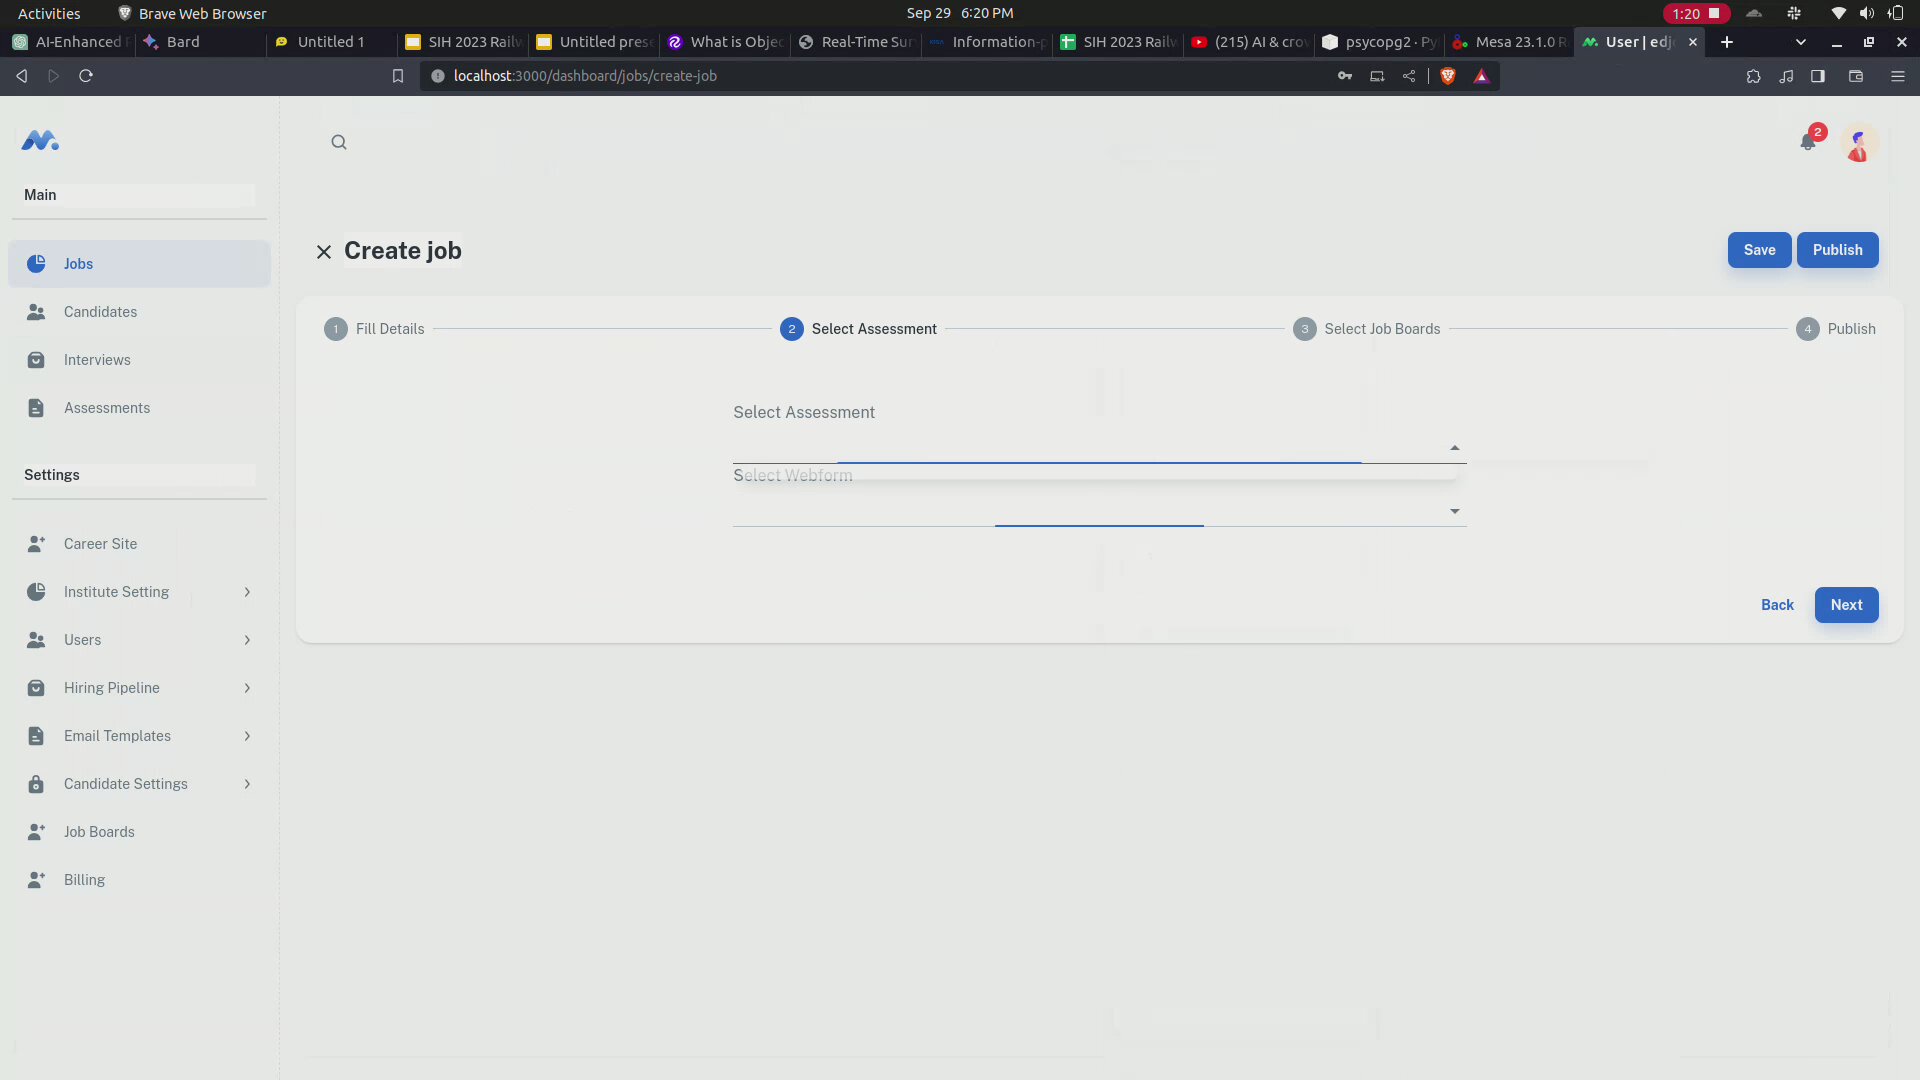 Activities
Brave Web Browser
Sep 29 6:20 PM
1:20
AI-Enhanced
Bard
Untitled 1
SIH 2023 Railw
Untitled prese
What is Objec
Real-Time Sur
Information-p
SIH 2023 Railw
(215) AI & crow
psycopg2 · Py
Mesa 23.1.0 R
User | edj
localhost:3000/dashboard/jobs/create-job
2
Main
Create job
Save
Publish
Jobs
1 Fill Details
2 Select Assessment
3 Select Job Boards
4 Publish
Candidates
Interviews
Assessments
Select Assessment
Select Webform
Settings
Career Site
Institute Setting
Back
Next
Users
Hiring Pipeline
Email Templates
Candidate Settings
Job Boards
Billing